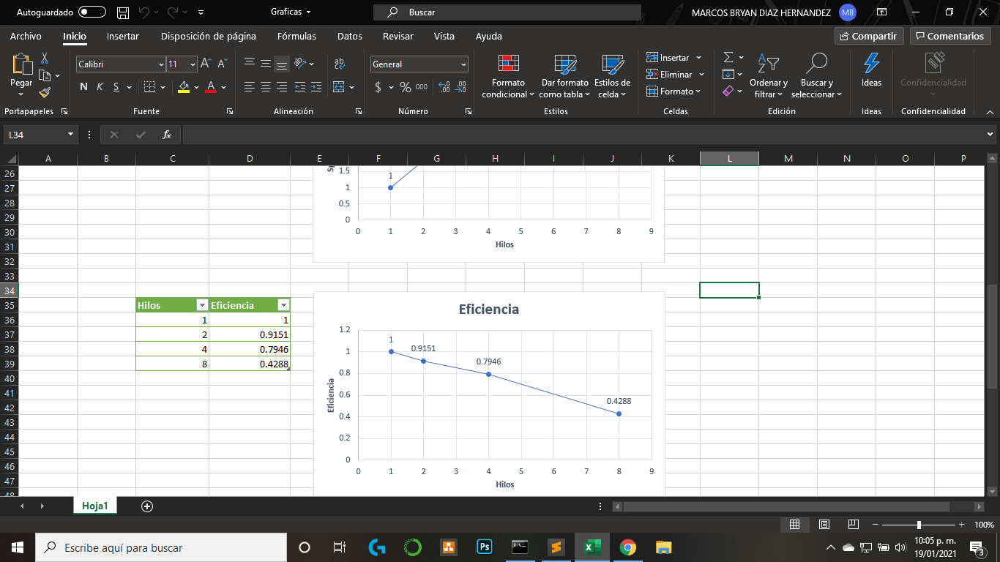 Autoguardado
Graficas
Buscar
MARCOS BRYAN DIAZ HERNANDEZ
MB
Archivo Inicio Insertar Disposición de página Fórmulas Datos Revisar Vista Ayuda
Compartir
Comentarios
Pegar
Calibri 11
N K S
A A
ab
General
$ % 000
Formato condicional
Dar formato como tabla
Estilos de celda
Insertar
Eliminar
Formato
Ordenar y filtrar
Buscar y seleccionar
Ideas
Confidencialidad
Portapapeles Fuente Alineación Número Estilos Celdas Edición Ideas Confidencialidad
L34
fx
A B C D E F G H I J K L M N O P
26
27
28
29
30
31
32
33
34
35
36
37
38
39
40
41
42
43
44
45
46
47
48
1.5
1
0.5
0
1
0 1 2 3 4 5 6 7 8 9
Hilos
Hilos Eficiencia
1 1
2 0.9151
4 0.7946
8 0.4288
Eficiencia
1.2
1
0.8
0.6
0.4
0.2
0
Eficiencia
1
0.9151
0.7946
0.4288
0 1 2 3 4 5 6 7 8 9
Hilos
Hoja1
100%
Escribe aquí para buscar
Ps
10:05 p. m.
19/01/2021
3